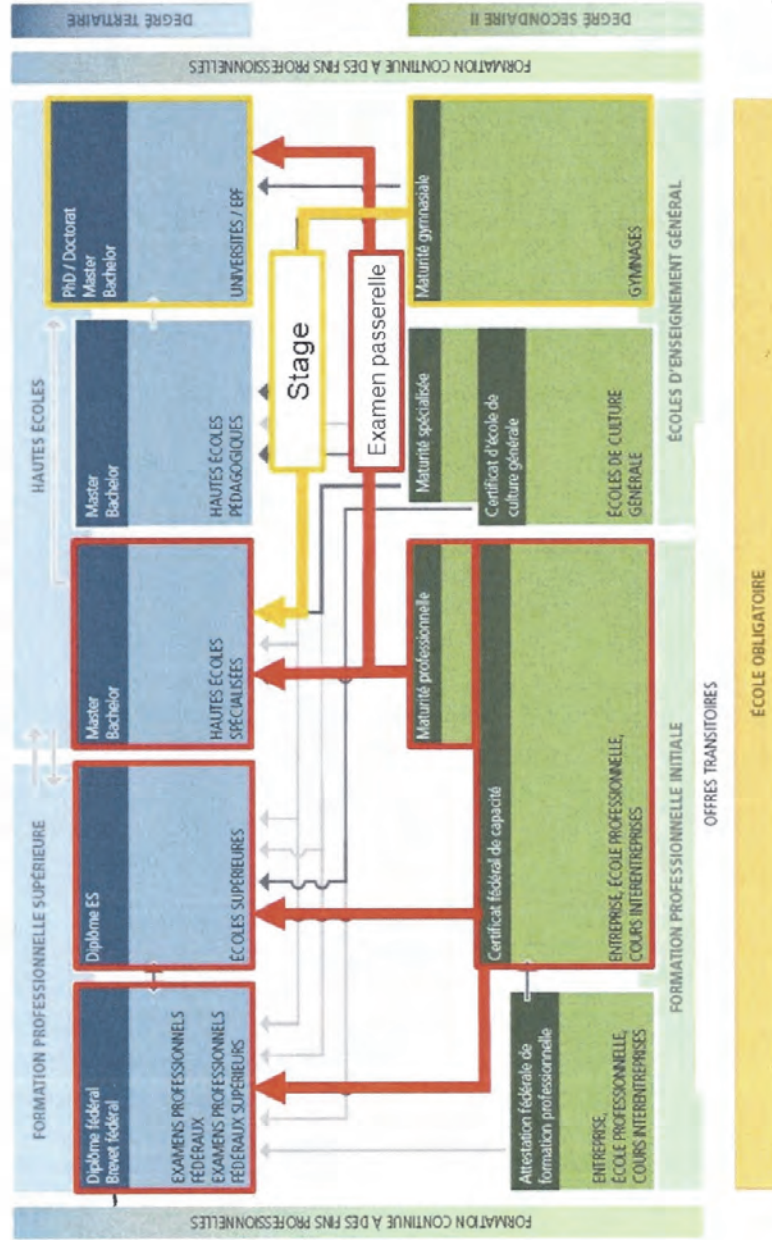 FORMATION PROFESSIONNELLE SUPÉRIEURE
HAUTES ÉCOLES
Diplôme fédéral
Brevet fédéral
EXAMENS PROFESSIONNELS
FÉDÉRAUX
EXAMENS PROFESSIONNELS
FÉDÉRAUX SUPÉRIEURS
Diplôme ES
ÉCOLES SUPÉRIEURES
Master
Bachelor
HAUTES ÉCOLES
SPÉCIALISÉES
Master
Bachelor
HAUTES ÉCOLES
PÉDAGOGIQUES
PhD / Doctorat
Master
Bachelor
UNIVERSITÉS / EPF
DEGRÉ TERTIAIRE
FORMATION CONTINUE À DES FINS PROFESSIONNELLES
FORMATION CONTINUE À DES FINS PROFESSIONNELLES
Stage
Examen passerelle
Attestation fédérale de
formation professionnelle
ENTREPRISE,
ÉCOLE PROFESSIONNELLE,
COURS INTERENTREPRISES
Certificat fédéral de capacité
ENTREPRISE, ÉCOLE PROFESSIONNELLE,
COURS INTERENTREPRISES
Maturité professionnelle
Maturité spécialisée
Certificat d'école de
culture générale
ÉCOLES DE CULTURE
GÉNÉRALE
Maturité gymnasiale
GYMNASES
DEGRÉ SECONDAIRE II
FORMATION PROFESSIONNELLE INITIALE
ÉCOLES D'ENSEIGNEMENT GÉNÉRAL
OFFRES TRANSITOIRES
ÉCOLE OBLIGATOIRE